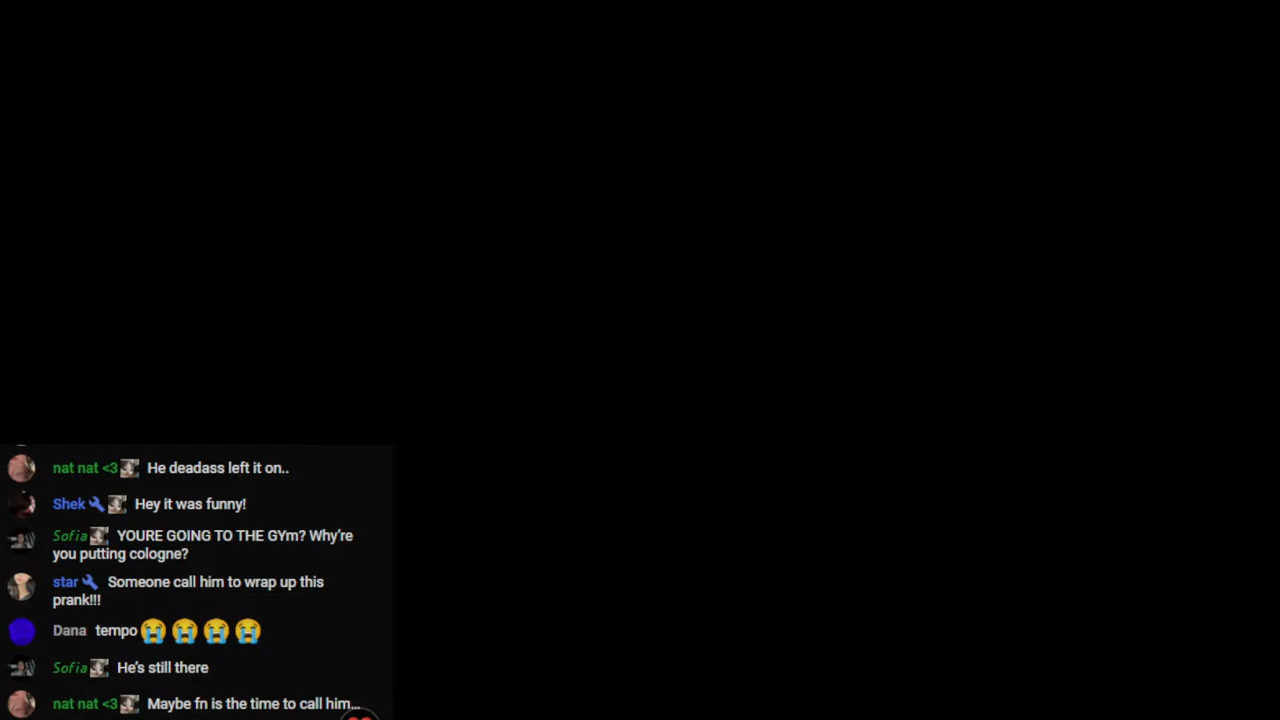 nat nat <3 He deadass left it on..
Shek Hey it was funny!
Sofia YOURE GOING TO THE GYm? Why're
you putting cologne?
star Someone call him to wrap up this
prank!!!
Dana tempo😭😭😭😭
Sofia He's still there
nat nat <3 Maybe fn is the time to call him...